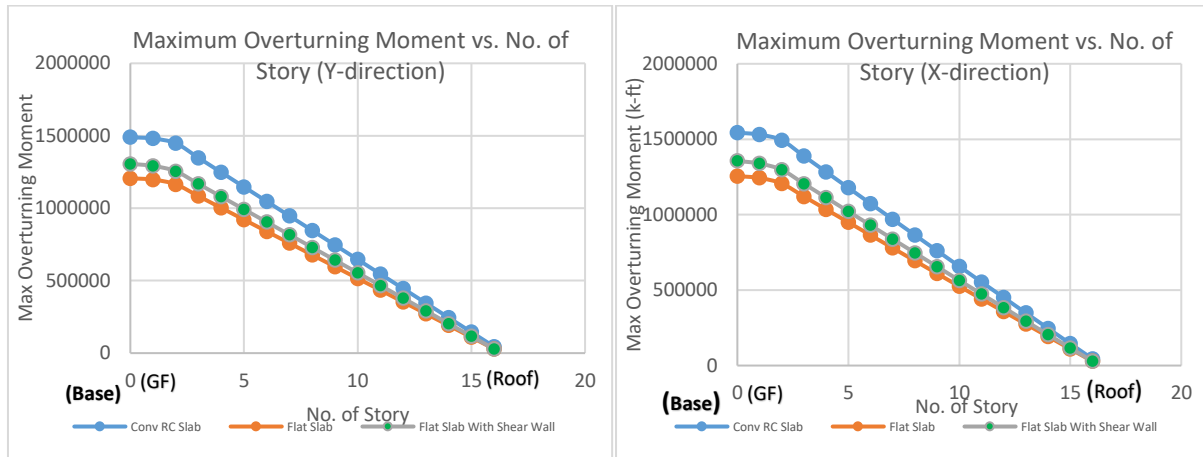 Maximum Overturning Moment vs. No. of
Story (Y-direction)
Max Overturning Moment
2000000
1500000
1000000
500000
0
0 (GF)
5
10
15
20
(Base)
(Roof)
No. of Story
Conv RC Slab
Flat Slab
Flat Slab With Shear Wall
Maximum Overturning Moment vs. No. of
Story (X-direction)
Max Overturning Moment (k-ft)
2000000
1500000
1000000
500000
0
0 (GF)
5
10
15
20
(Base)
(Roof)
No. of Story
Conv RC Slab
Flat Slab
Flat Slab With Shear Wall